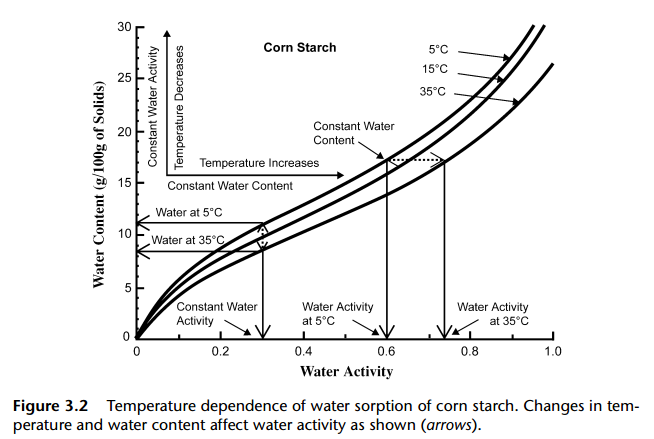 30
25
20
15
10
5
0
Water Content (g/100g of Solids)
Constant Water Activity
Temperature Decreases
Corn Starch
5°C
15°C
35°C
Constant Water
Content
Temperature Increases
Constant Water Content
Water at 5°C
Water at 35°C
Constant Water
Activity
Water Activity
at 5°C
Water Activity
at 35°C
0
0.2
0.4
0.6
0.8
1.0
Water Activity
Figure 3.2 Temperature dependence of water sorption of corn starch. Changes in tem-
perature and water content affect water activity as shown (arrows).